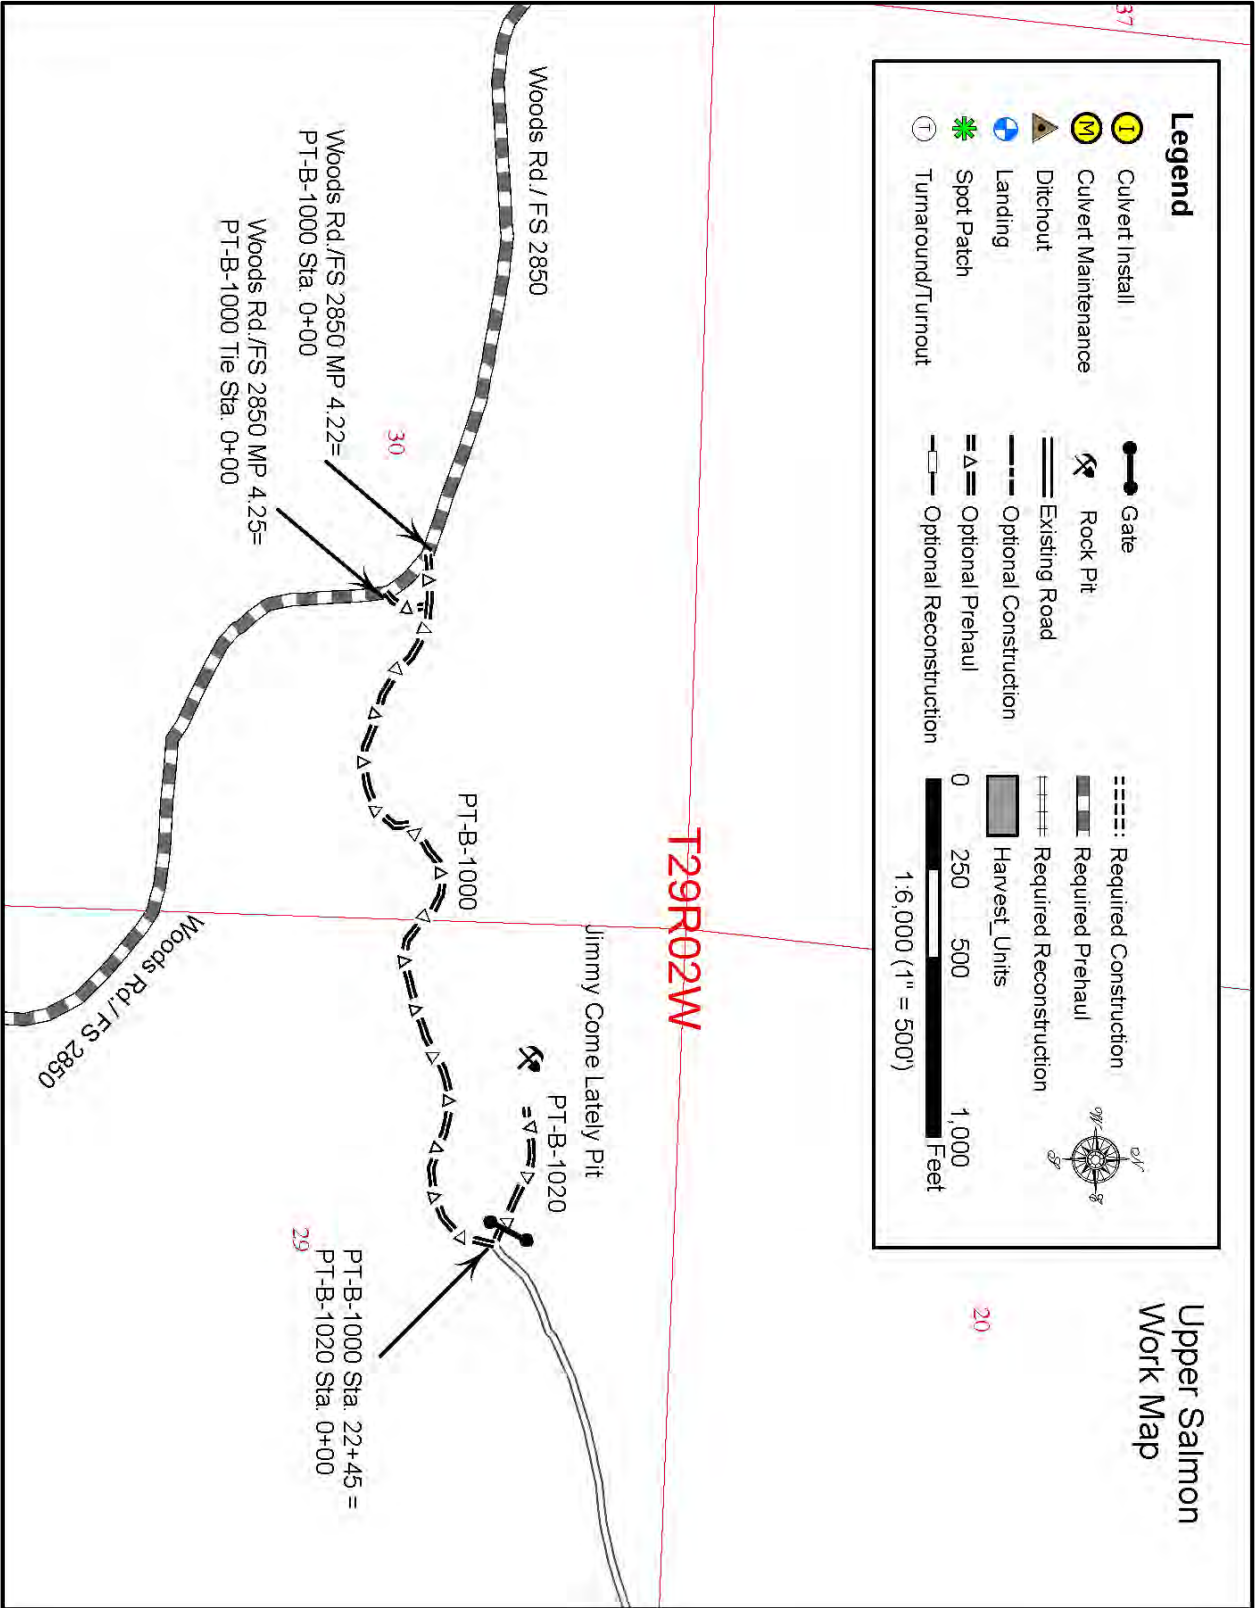 Upper Salmon
Work Map
37
Legend
Culvert Install
Culvert Maintenance
Ditchout
Landing
Spot Patch
Turnaround/Turnout
Gate
Rock Pit
Existing Road
Optional Construction
Optional Prehaul
Optional Reconstruction
Required Construction
Required Prehaul
Required Reconstruction
Harvest_Units
0 250 500 1,000
Feet
1:6,000 (1" = 500')
N
E
S
W
I
M
T
20
T29R02W
Woods Rd./ FS 2850
Jimmy Come Lately Pit
PT-B-1020
PT-B-1000
Woods Rd./FS 2850 MP 4.22=
PT-B-1000 Sta. 0+00
30
Woods Rd./FS 2850 MP 4.25=
PT-B-1000 Tie Sta. 0+00
PT-B-1000 Sta. 22+45 =
PT-B-1020 Sta. 0+00
29
Woods Rd./ FS 2850